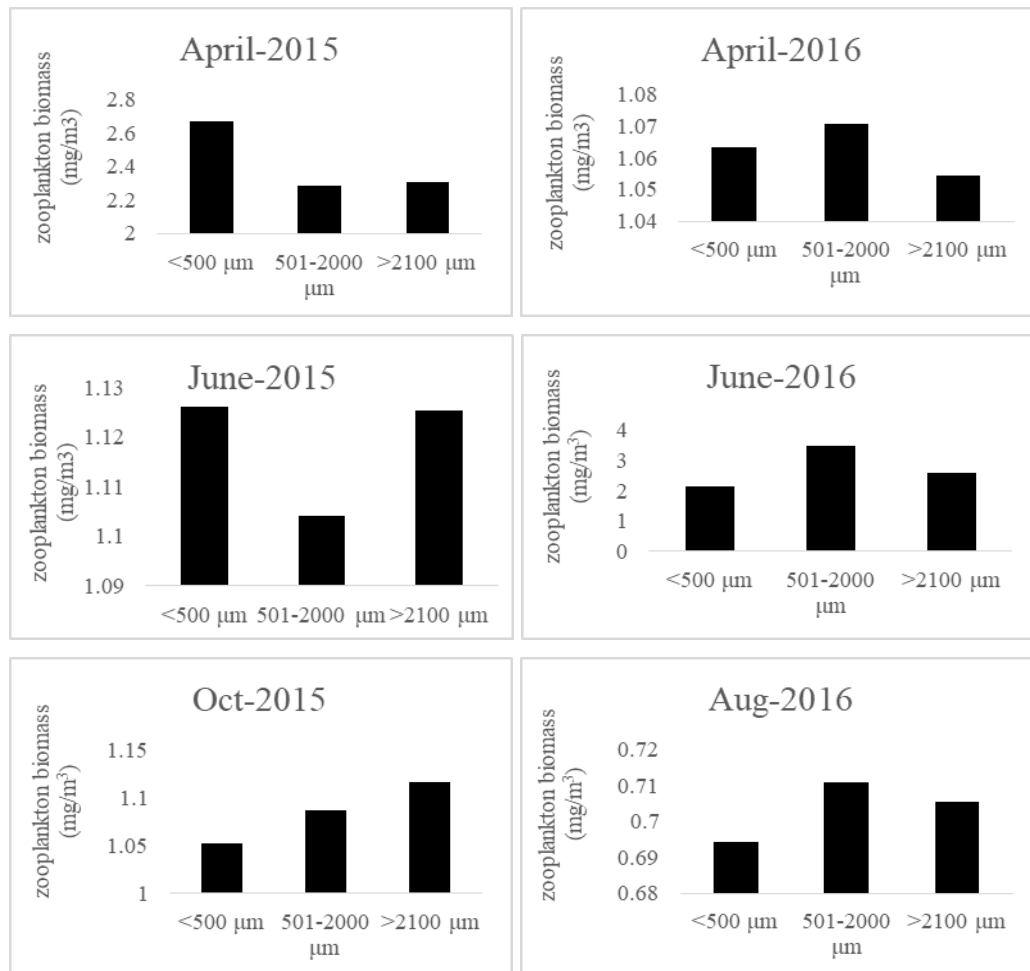 April-2015
zooplankton biomass
(mg/m3)
2.8
2.6
2.4
2.2
2
<500 μm
501-2000
μm
>2100 μm
April-2016
zooplankton biomass
(mg/m3)
1.08
1.07
1.06
1.05
1.04
<500 μm
501-2000
μm
>2100 μm
June-2015
zooplankton biomass
(mg/m3)
1.13
1.12
1.11
1.1
1.09
<500 μm
501-2000 μm
>2100 μm
June-2016
zooplankton biomass
(mg/m³)
4
3
2
1
0
<500 μm
501-2000
μm
>2100 μm
Oct-2015
zooplankton biomass
(mg/m³)
1.15
1.1
1.05
1
<500 μm
501-2000
μm
>2100 μm
Aug-2016
zooplankton biomass
(mg/m³)
0.72
0.71
0.7
0.69
0.68
<500 μm
501-2000
μm
>2100 μm